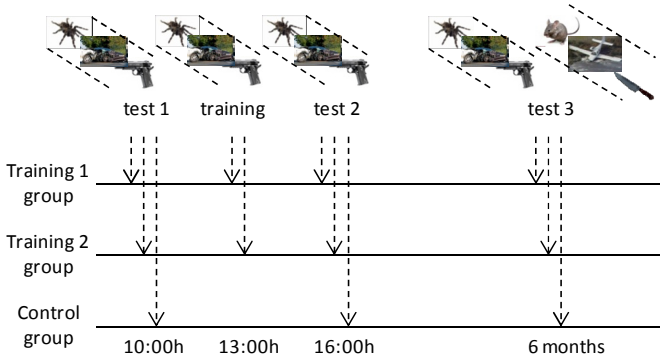 test 1 training test 2 test 3
Training 1
group
Training 2
group
Control
group
10:00h 13:00h 16:00h 6 months